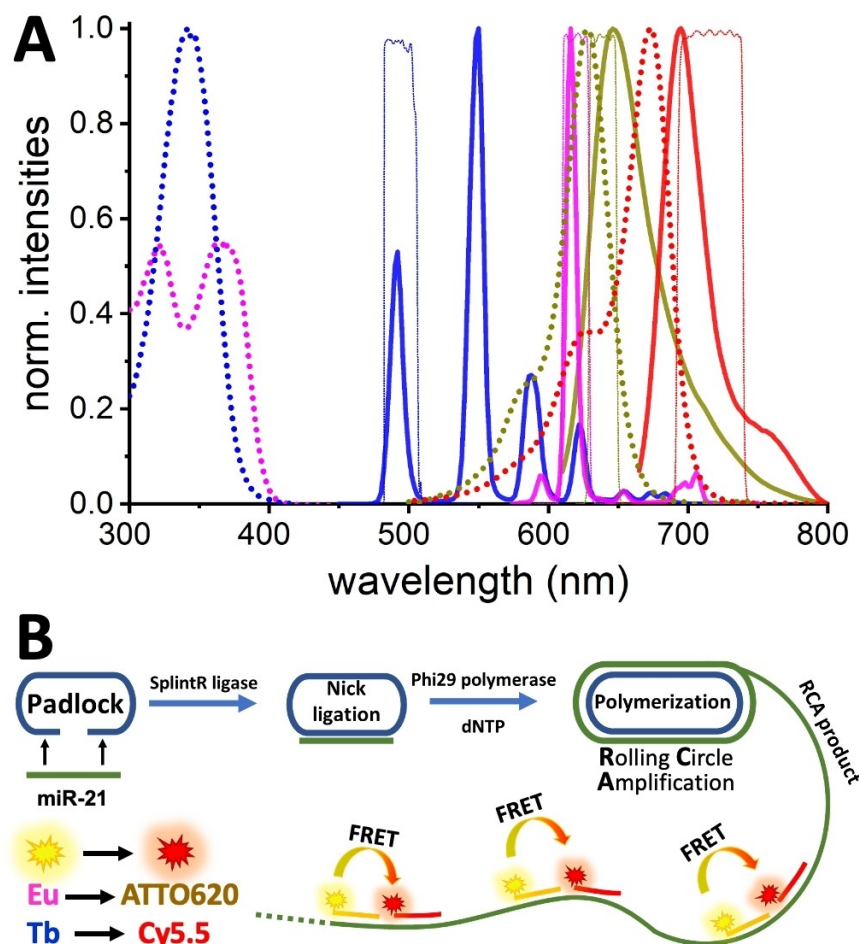 A
1.0
0.8
0.6
0.4
0.2
0.0
norm. intensities
300
400
500
600
700
800
wavelength (nm)
B
Padlock
SplintR ligase
Nick
ligation
Phi29 polymerase
dNTP
Polymerization
RCA product
Rolling Circle
Amplification
miR-21
FRET
FRET
FRET
Eu
ATTO620
Tb
Cy5.5